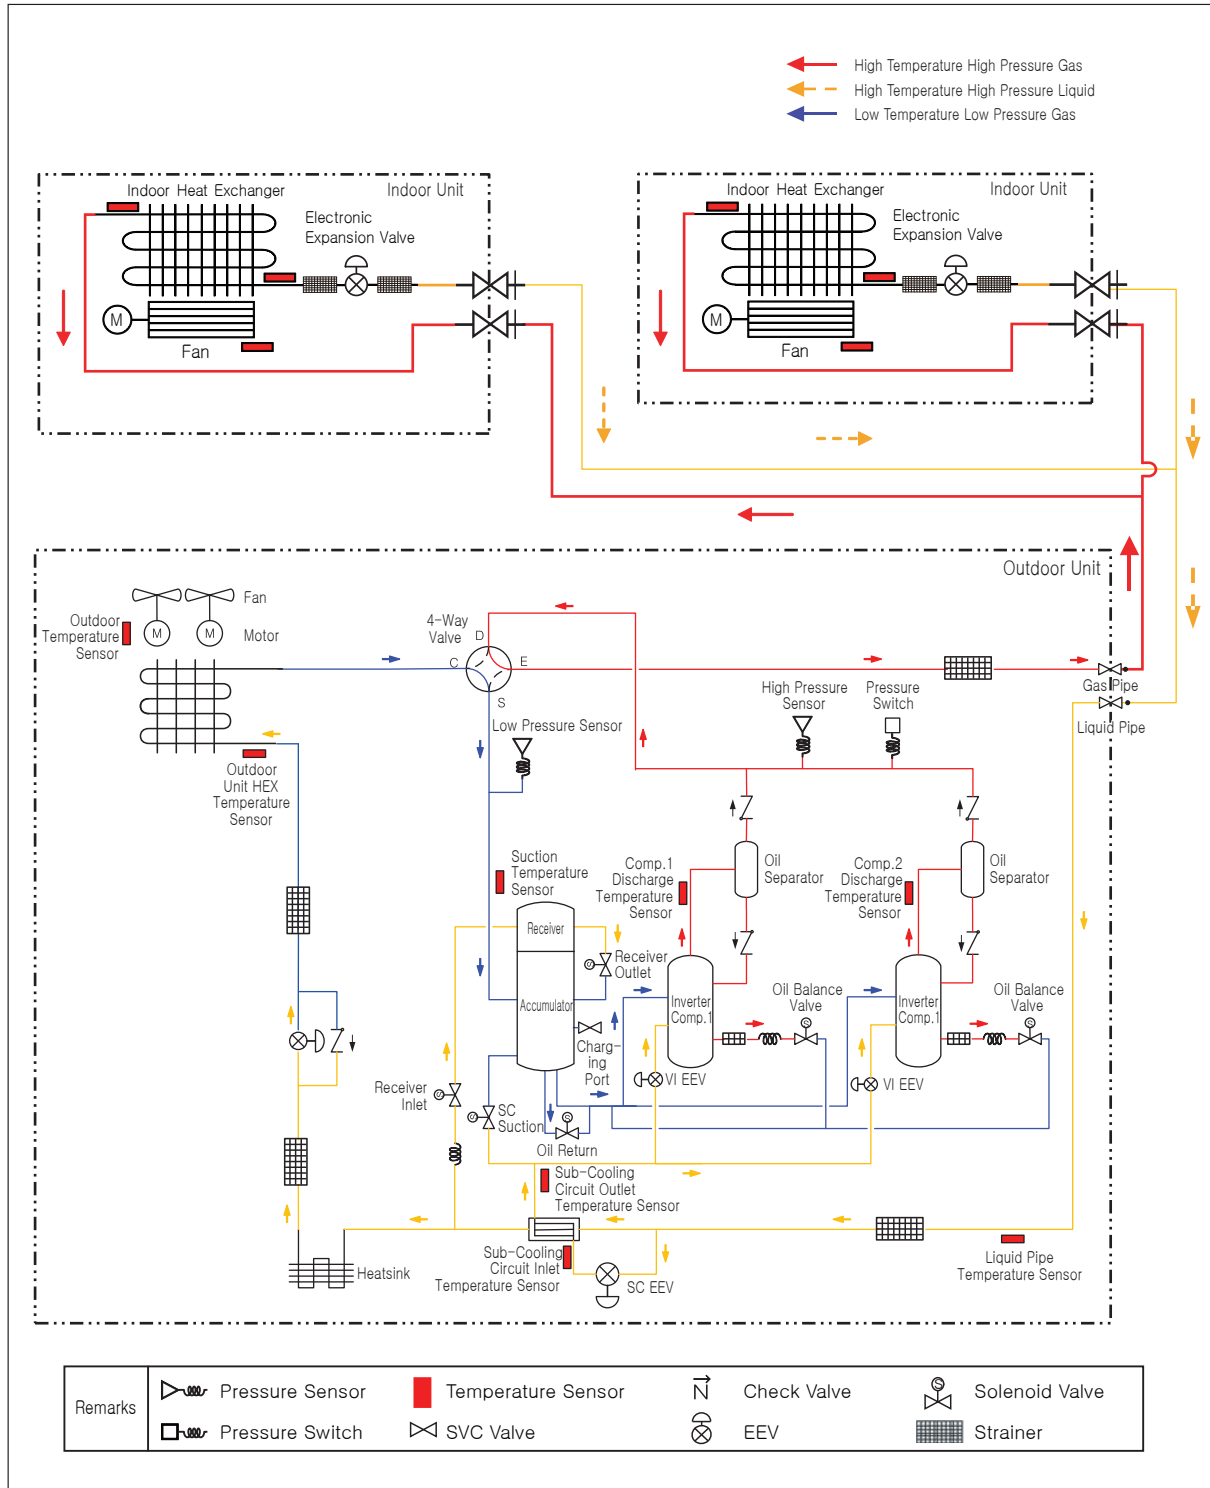 High Temperature High Pressure Gas
High Temperature High Pressure Liquid
Low Temperature Low Pressure Gas
Indoor Heat Exchanger
Indoor Unit
Electronic
Expansion Valve
M
Fan
Indoor Heat Exchanger
Indoor Unit
Electronic
Expansion Valve
M
Fan
Outdoor Unit
Fan
Outdoor
Temperature
Sensor
M
M
Motor
4-Way
Valve
D
C
E
S
High Pressure
Sensor
Pressure
Switch
Gas Pipe
Liquid Pipe
Low Pressure Sensor
Outdoor
Unit HEX
Temperature
Sensor
Suction
Temperature
Sensor
Comp.1
Discharge
Temperature
Sensor
Oil
Separator
Comp.2
Discharge
Temperature
Sensor
Oil
Separator
Receiver
S
Receiver
Outlet
Accumulator
Inverter
Comp.1
Oil Balance
Valve
S
Inverter
Comp.1
Oil Balance
Valve
S
Charg-
ing
Port
VI EEV
VI EEV
Receiver
Inlet
S
S
SC
Suction
S
Oil Return
Sub-Cooling
Circuit Outlet
Temperature Sensor
Sub-Cooling
Circuit Inlet
Temperature Sensor
SC EEV
Heatsink
Liquid Pipe
Temperature Sensor
Remarks
Pressure Sensor
Temperature Sensor
Check Valve
S
Solenoid Valve
Pressure Switch
SVC Valve
EEV
Strainer